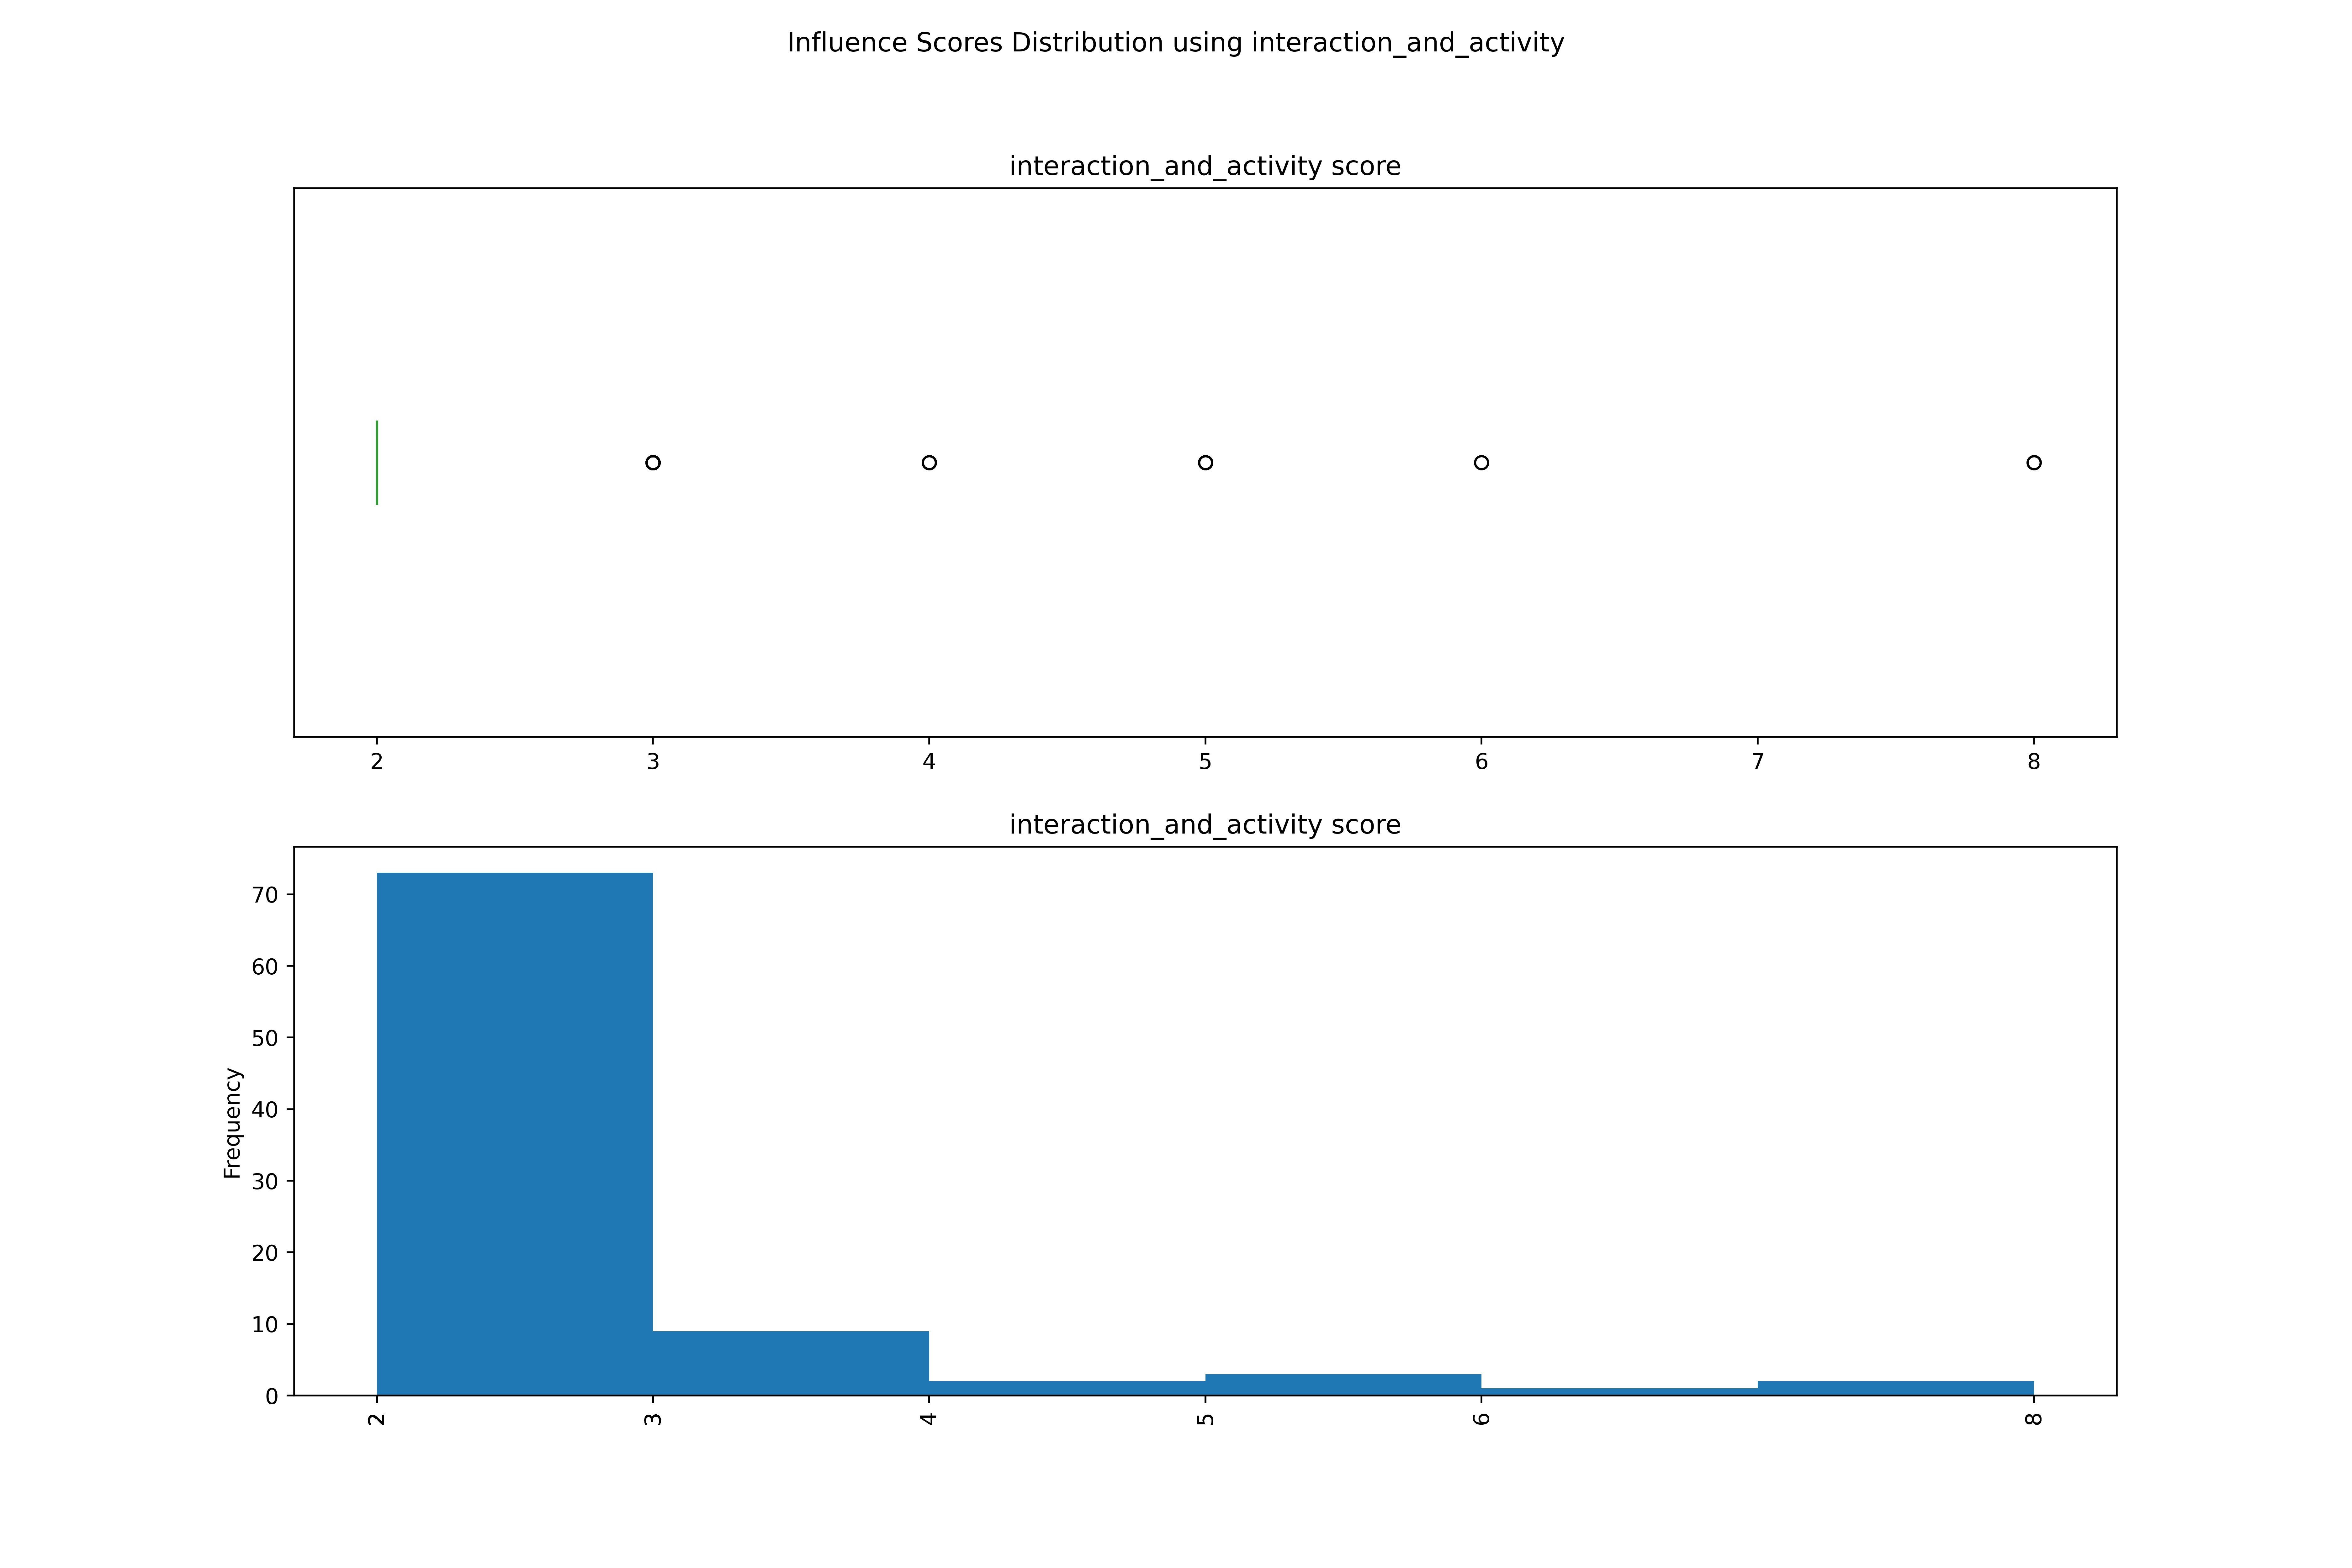 Influence Scores Distribution using interaction_and_activity
interaction_and_activity score
2 3 4 5 6 7 8
interaction_and_activity score
Frequency
70
60
50
40
30
20
10
0
2 3 4 5 6 8